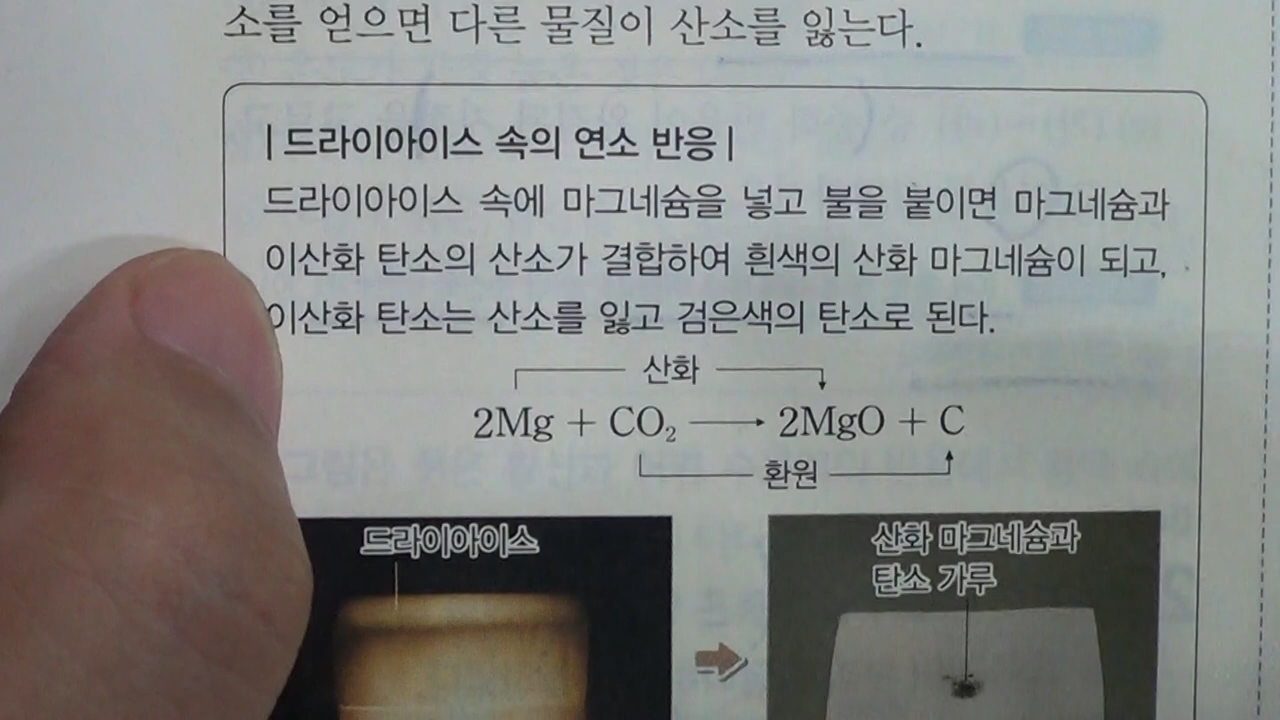 소를 얻으면 다른 물질이 산소를 잃는다.
| 드라이아이스 속의 연소 반응 |
드라이아이스 속에 마그네슘을 넣고 불을 붙이면 마그네슘과
이산화 탄소의 산소가 결합하여 흰색의 산화 마그네슘이 되고,
이산화 탄소는 산소를 잃고 검은색의 탄소로 된다.
산화
2Mg + CO₂ → 2MgO + C
환원
드라이아이스
산화 마그네슘과
탄소 가루